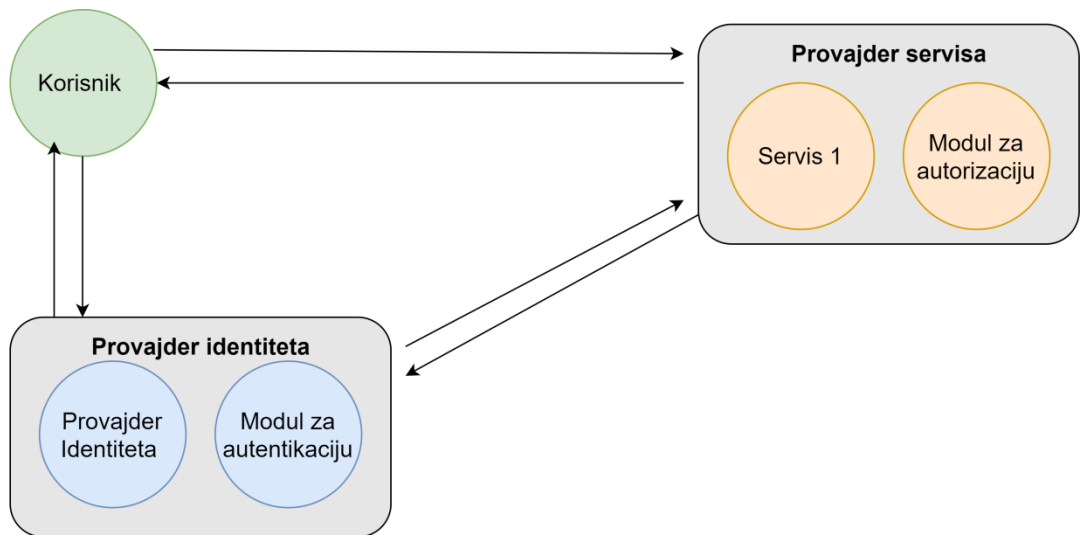 Korisnik
Provajder servisa
Servis 1
Modul za
autorizaciju
Provajder identiteta
Provajder
Identiteta
Modul za
autentikaciju